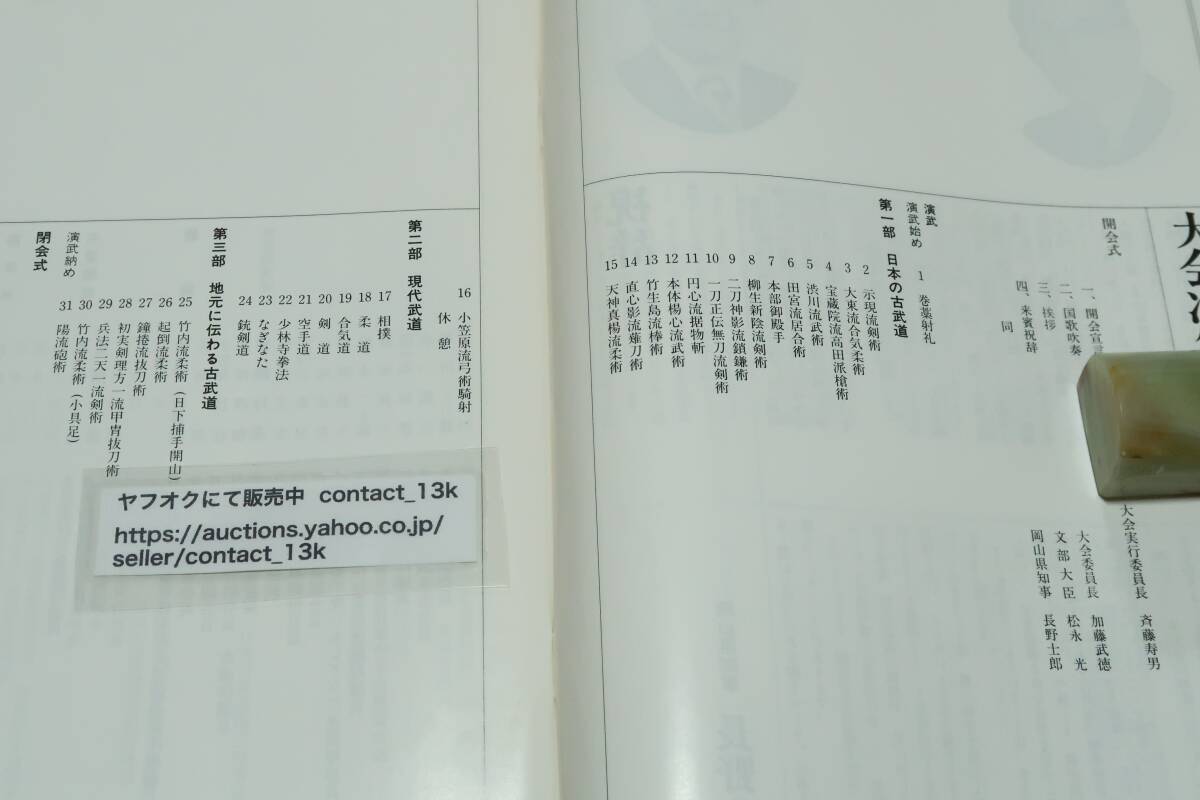 大会次
開会式
一、開会宣言
二、国歌吹奏
三、挨拶
四、来賓祝辞
同
大会実行委員長 斉藤寿男
大会委員長 加藤武徳
文部大臣 松永光
岡山県知事 長野士郎
演武
演武始め 1 巻藁射礼
第一部 日本の古武道
2 示現流剣術
3 大東流合気柔術
4 宝蔵院流高田派槍術
5 渋川流武術
6 田宮流居合術
7 本部御殿手
8 柳生新陰流剣術
9 二刀神影流鎖鎌術
10 一刀正伝無刀流剣術
11 円心流据物斬
12 本体楊心流武術
13 竹生島流棒術
14 直心影流薙刀術
15 天神真楊流柔術
16 小笠原流弓術騎射
休憩
第二部 現代武道
17 相撲
18 柔道
19 合気道
20 剣道
21 空手道
22 少林寺拳法
23 なぎなた
24 銃剣道
第三部 地元に伝わる古武道
25 竹内流柔術(日下捕手開山)
26 起倒流柔術
27 鐘捲流抜刀術
28 初実剣理方一流甲冑抜刀術
29 兵法二天一流剣術
30 竹内流柔術(小具足)
演武納め 31 陽流砲術
閉会式
ヤフオクにて販売中 contact_13k
https://auctions.yahoo.co.jp/
seller/contact_13k